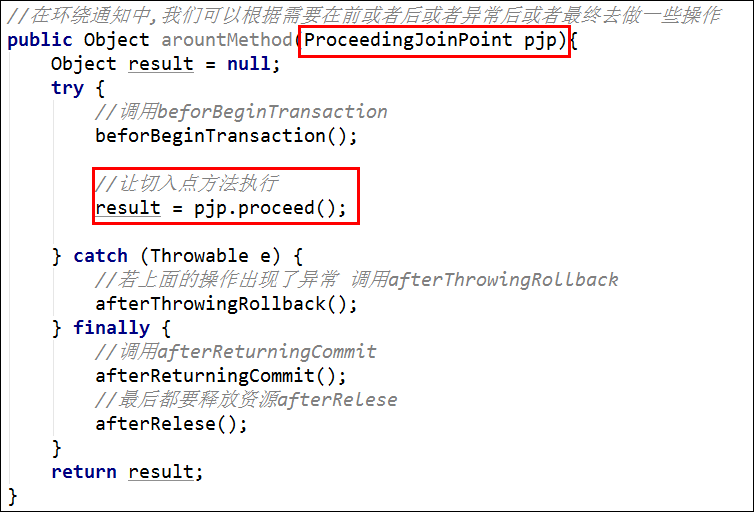 //在环绕通知中,我们可以根据需要在前或者后或者异常后或者最终去做一些操作
public Object arountMethod(ProceedingJoinPoint pjp){
    Object result = null;
    try {
        //调用beforBeginTransaction
        beforBeginTransaction();

        //让切入点方法执行
        result = pjp.proceed();

    } catch (Throwable e) {
        //若上面的操作出现了异常 调用afterThrowingRollback
        afterThrowingRollback();
    } finally {
        //调用afterReturningCommit
        afterReturningCommit();
        //最后都要释放资源afterRelese
        afterRelese();
    }
    return result;
}